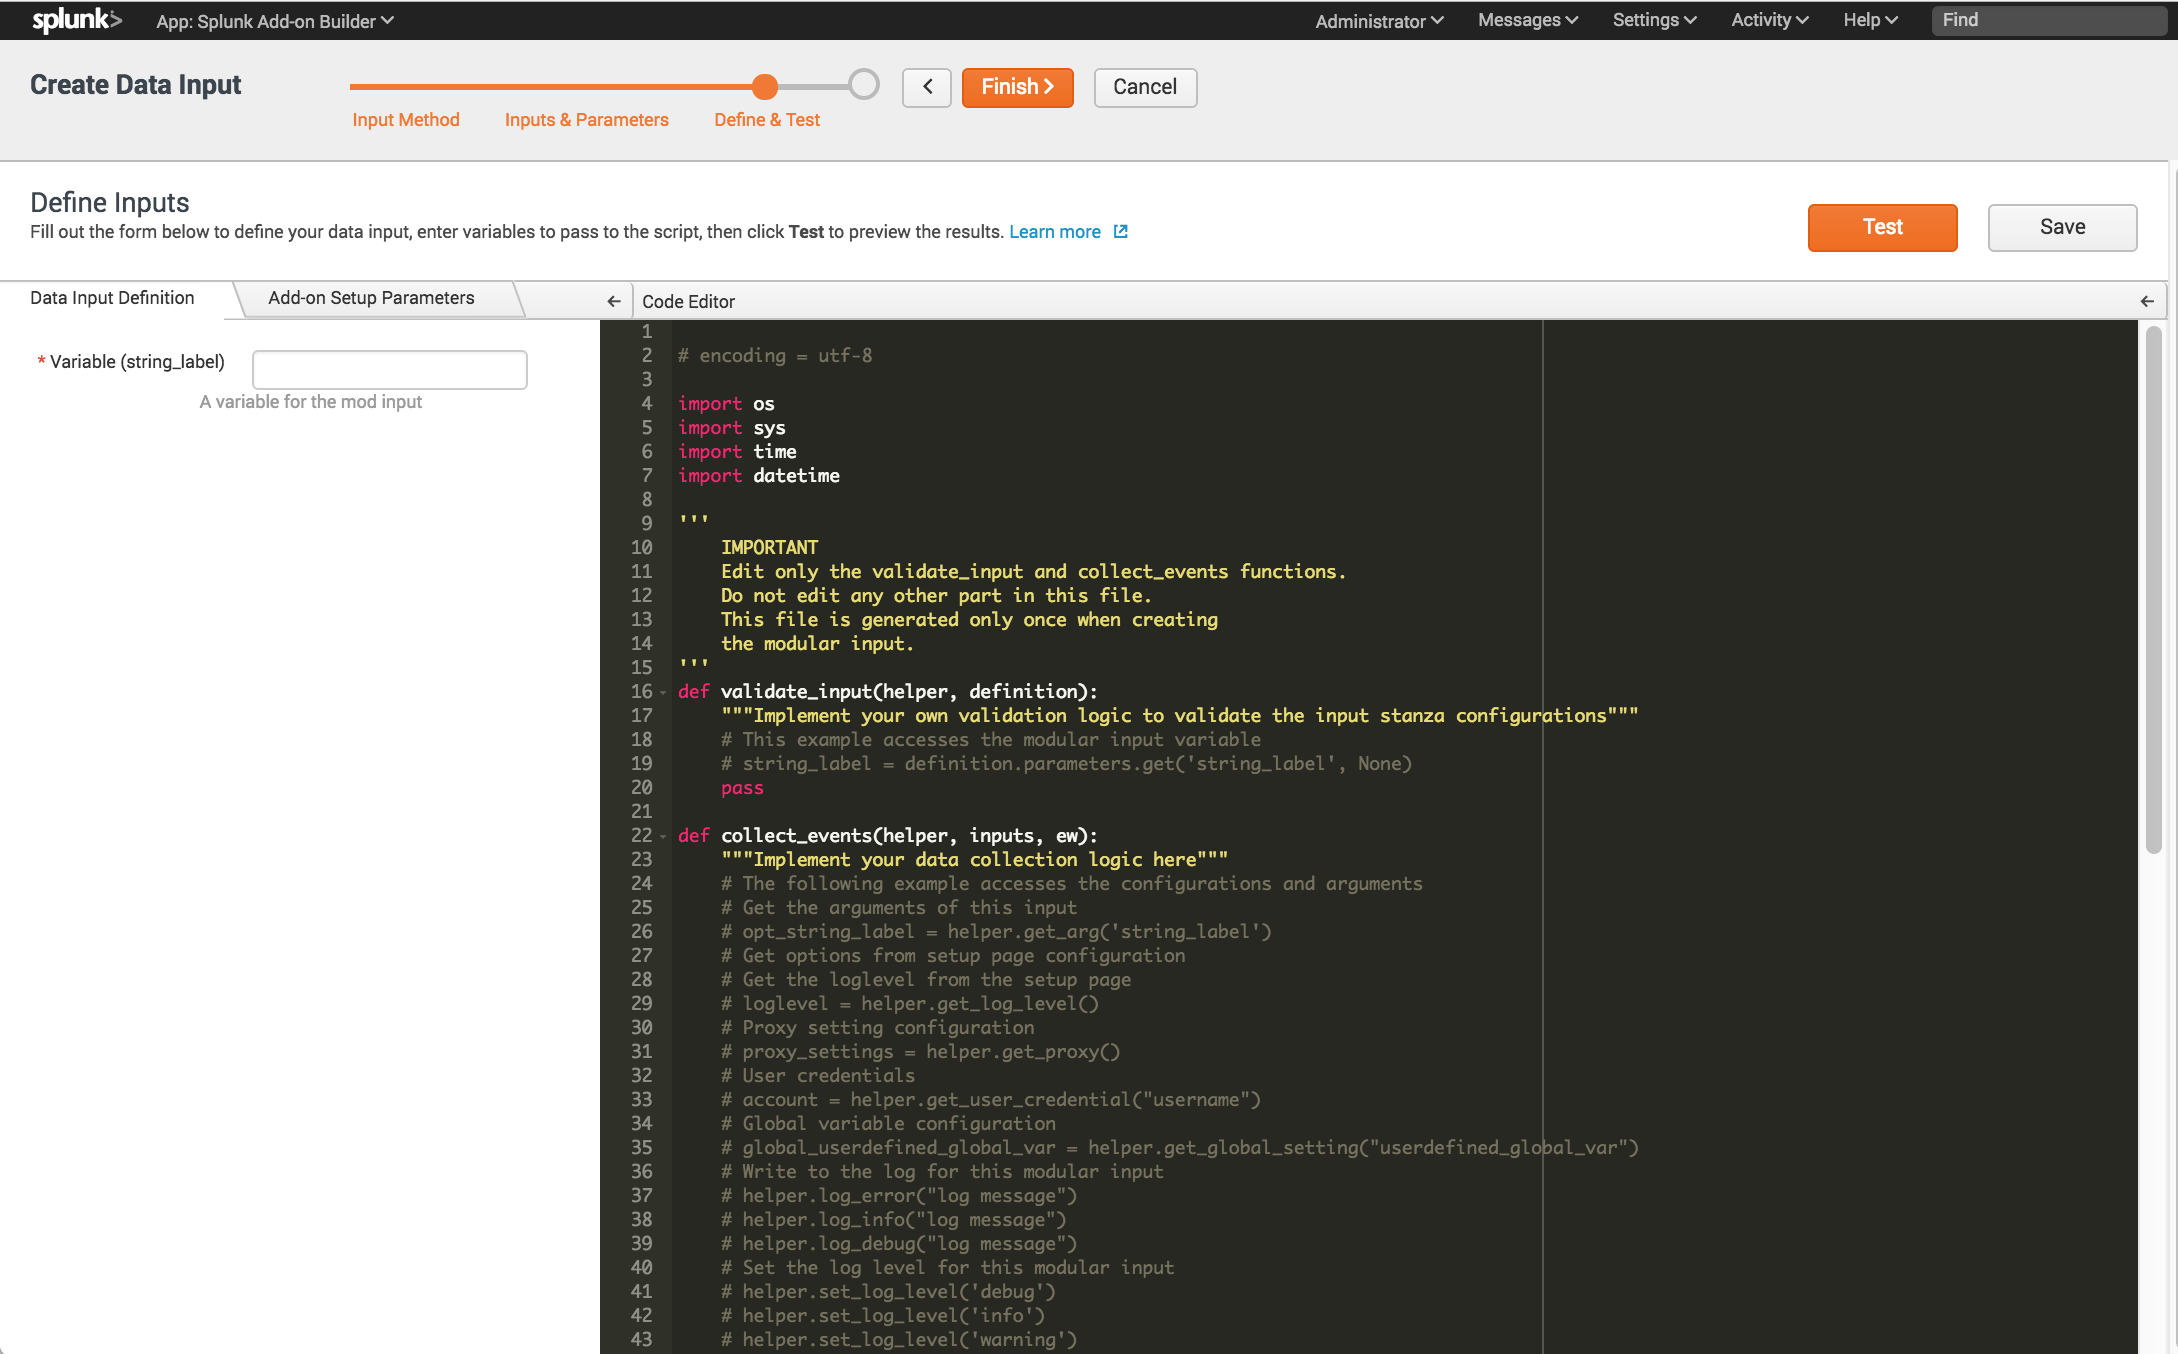 splunk> App: Splunk Add-on Builder Administrator Messages Settings Activity Help Find
Create Data Input
Input Method Inputs & Parameters Define & Test
Finish
Cancel
Define Inputs
Fill out the form below to define your data input, enter variables to pass to the script, then click Test to preview the results. Learn more
Test
Save
Data Input Definition
Add-on Setup Parameters
* Variable (string_label)
A variable for the mod input
Code Editor
1
2 # encoding = utf-8
3
4 import os
5 import sys
6 import time
7 import datetime
8
9 '''
10     IMPORTANT
11     Edit only the validate_input and collect_events functions.
12     Do not edit any other part in this file.
13     This file is generated only once when creating
14     the modular input.
15 '''
16 def validate_input(helper, definition):
17     """Implement your own validation logic to validate the input stanza configurations"""
18     # This example accesses the modular input variable
19     # string_label = definition.parameters.get('string_label', None)
20     pass
21
22 def collect_events(helper, inputs, ew):
23     """Implement your data collection logic here"""
24     # The following example accesses the configurations and arguments
25     # Get the arguments of this input
26     # opt_string_label = helper.get_arg('string_label')
27     # Get options from setup page configuration
28     # Get the loglevel from the setup page
29     # loglevel = helper.get_log_level()
30     # Proxy setting configuration
31     # proxy_settings = helper.get_proxy()
32     # User credentials
33     # account = helper.get_user_credential("username")
34     # Global variable configuration
35     # global_userdefined_global_var = helper.get_global_setting("userdefined_global_var")
36     # Write to the log for this modular input
37     # helper.log_error("log message")
38     # helper.log_info("log message")
39     # helper.log_debug("log message")
40     # Set the log level for this modular input
41     # helper.set_log_level('debug')
42     # helper.set_log_level('info')
43     # helper.set_log_level('warning')